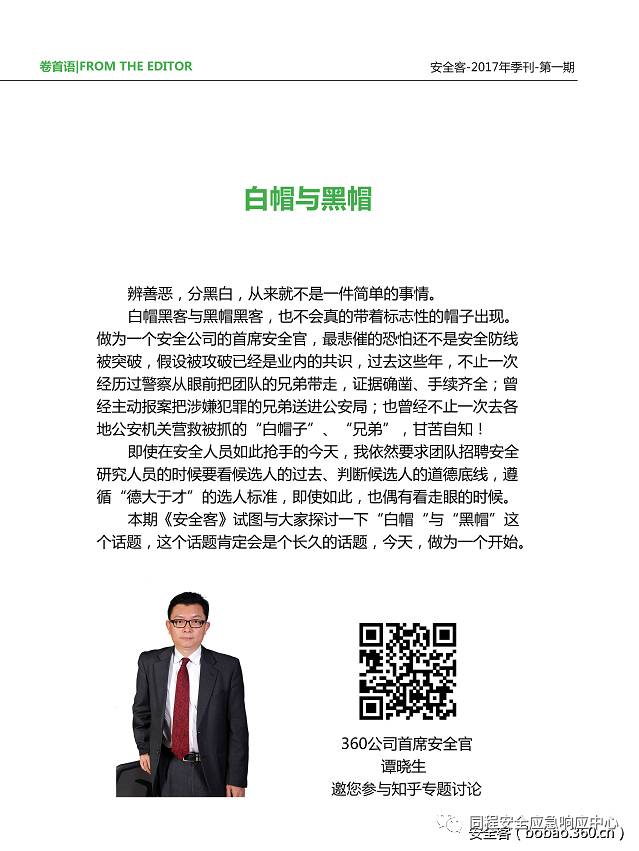 卷首语|FROM THE EDITOR
安全客-2017年季刊-第一期
白帽与黑帽
辨善恶，分黑白，从来就不是一件简单的事情。
白帽黑客与黑帽黑客，也不会真的带着标志性的帽子出现。
做为一个安全公司的首席安全官，最悲催的恐怕还不是安全防线
被突破，假设被攻破已经是业内的共识，过去这些年，不止一次
经历过警察从眼前把团队的兄弟带走，证据确凿、手续齐全；曾
经主动报案把涉嫌犯罪的兄弟送进公安局；也曾经不止一次去各
地公安机关营救被抓的“白帽子”、“兄弟”，甘苦自知！
即使在安全人员如此抢手的今天，我依然要求团队招聘安全
研究人员的时候要看候选人的过去、判断候选人的道德底线，遵
循“德大于才”的选人标准，即使如此，也偶有看走眼的时候。
本期《安全客》试图与大家探讨一下“白帽“与“黑帽”这
个话题，这个话题肯定会是个长久的话题，今天，做为一个开始。
360公司首席安全官
谭晓生
邀您参与知乎专题讨论
同程安全应急响应中心
安全客（bobao.360.cn）